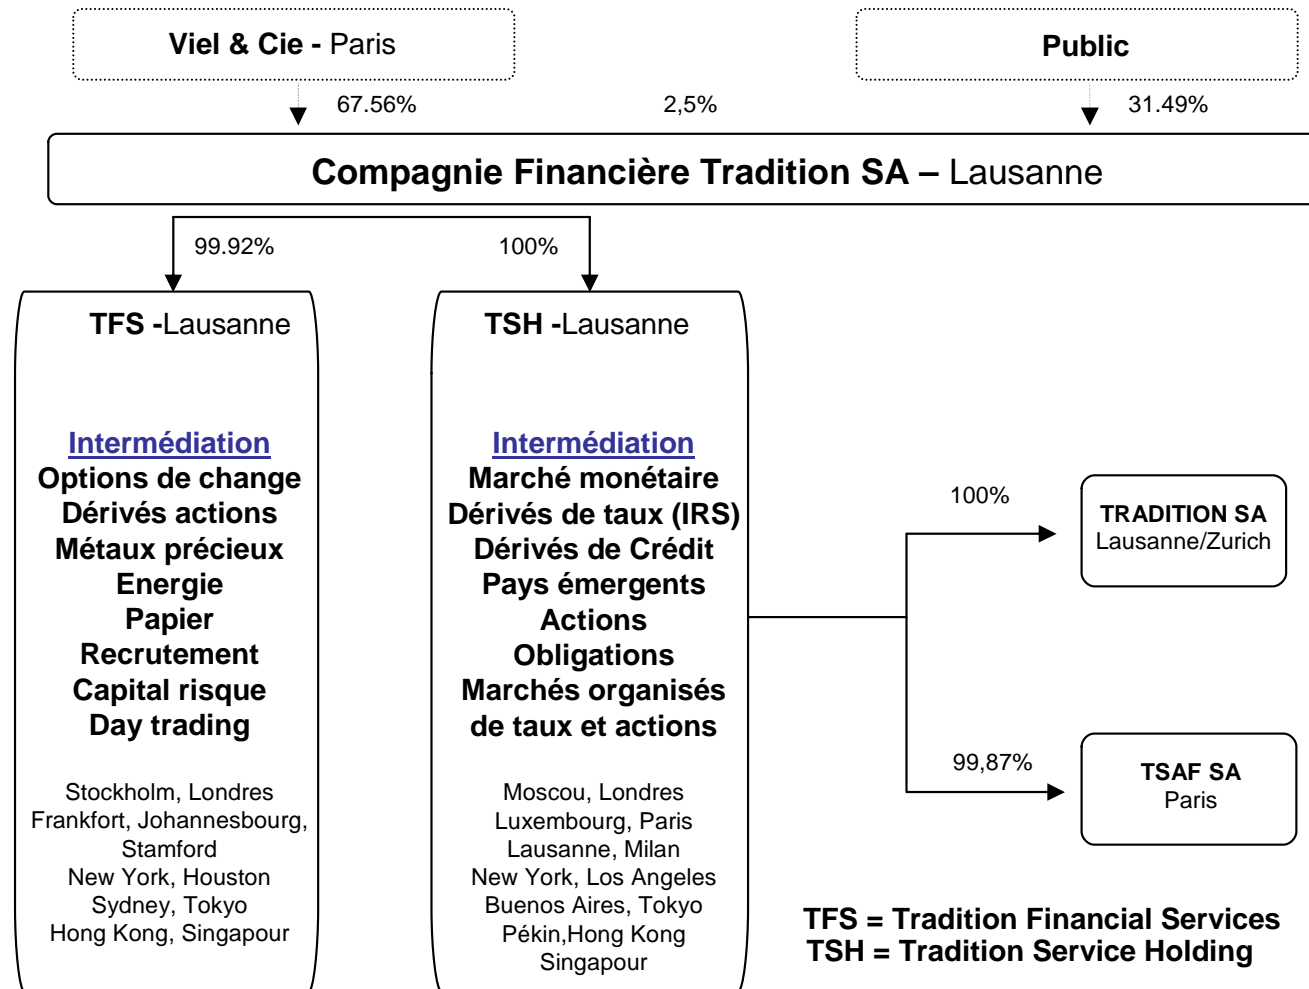 Viel & Cie - Paris
Public
67.56%
2,5%
31.49%
Compagnie Financière Tradition SA – Lausanne
99.92%
100%
TFS -Lausanne
Intermédiation
Options de change
Dérivés actions
Métaux précieux
Energie
Papier
Recrutement
Capital risque
Day trading
Stockholm, Londres
Frankfort, Johannesbourg,
Stamford
New York, Houston
Sydney, Tokyo
Hong Kong, Singapour
TSH -Lausanne
Intermédiation
Marché monétaire
Dérivés de taux (IRS)
Dérivés de Crédit
Pays émergents
Actions
Obligations
Marchés organisés
de taux et actions
Moscou, Londres
Luxembourg, Paris
Lausanne, Milan
New York, Los Angeles
Buenos Aires, Tokyo
Pékin,Hong Kong
Singapour
100%
TRADITION SA
Lausanne/Zurich
99,87%
TSAF SA
Paris
TFS = Tradition Financial Services
TSH = Tradition Service Holding